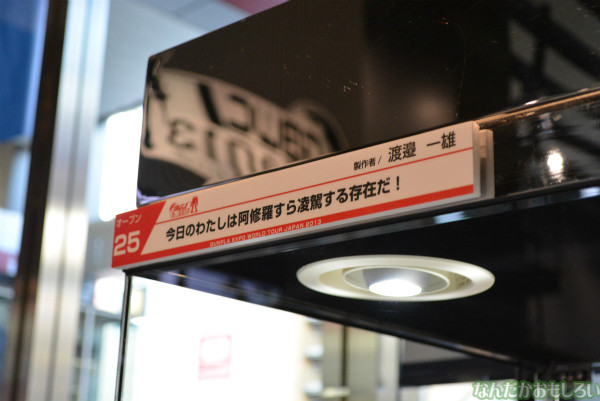 製作者/ 渡邉 一雄
オープン
25
今日のわたしは阿修羅すら凌駕する存在だ!
GUNPLA EXPO WORLD TOUR JAPAN 2013
なんだかおもしろい